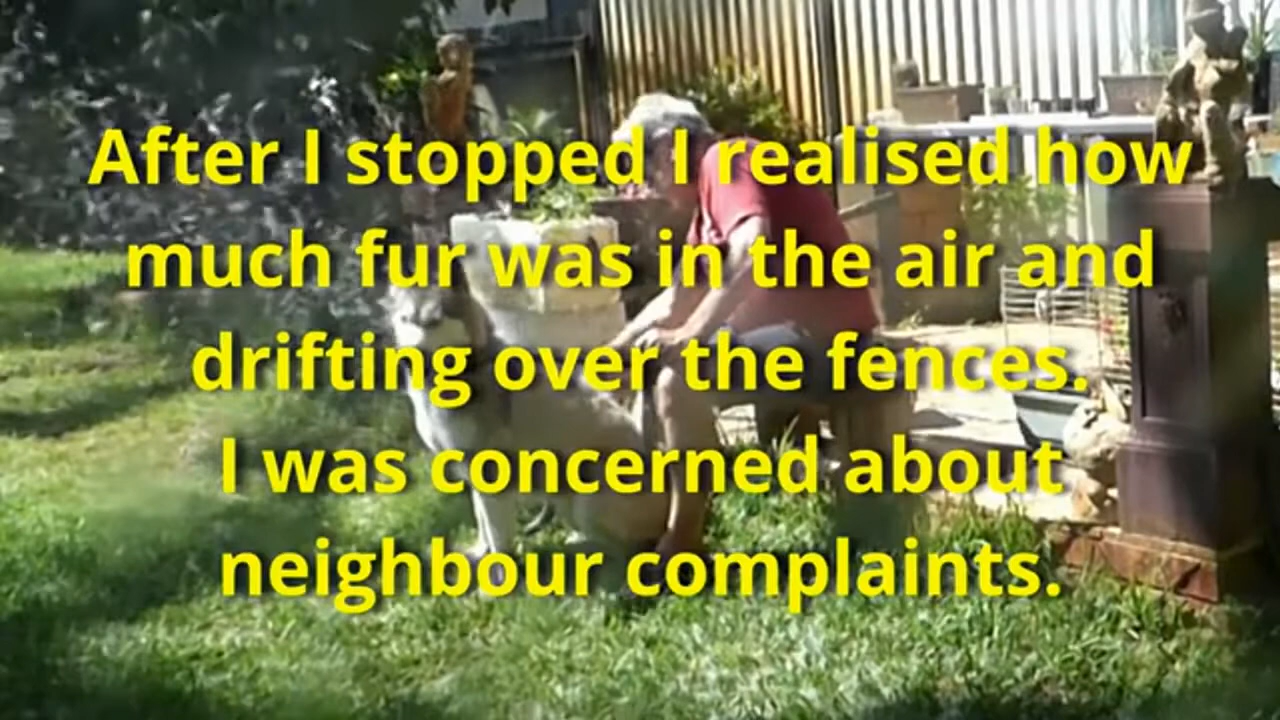 After I stopped I realised how
much fur was in the air and
drifting over the fences.
I was concerned about
neighbour complaints.